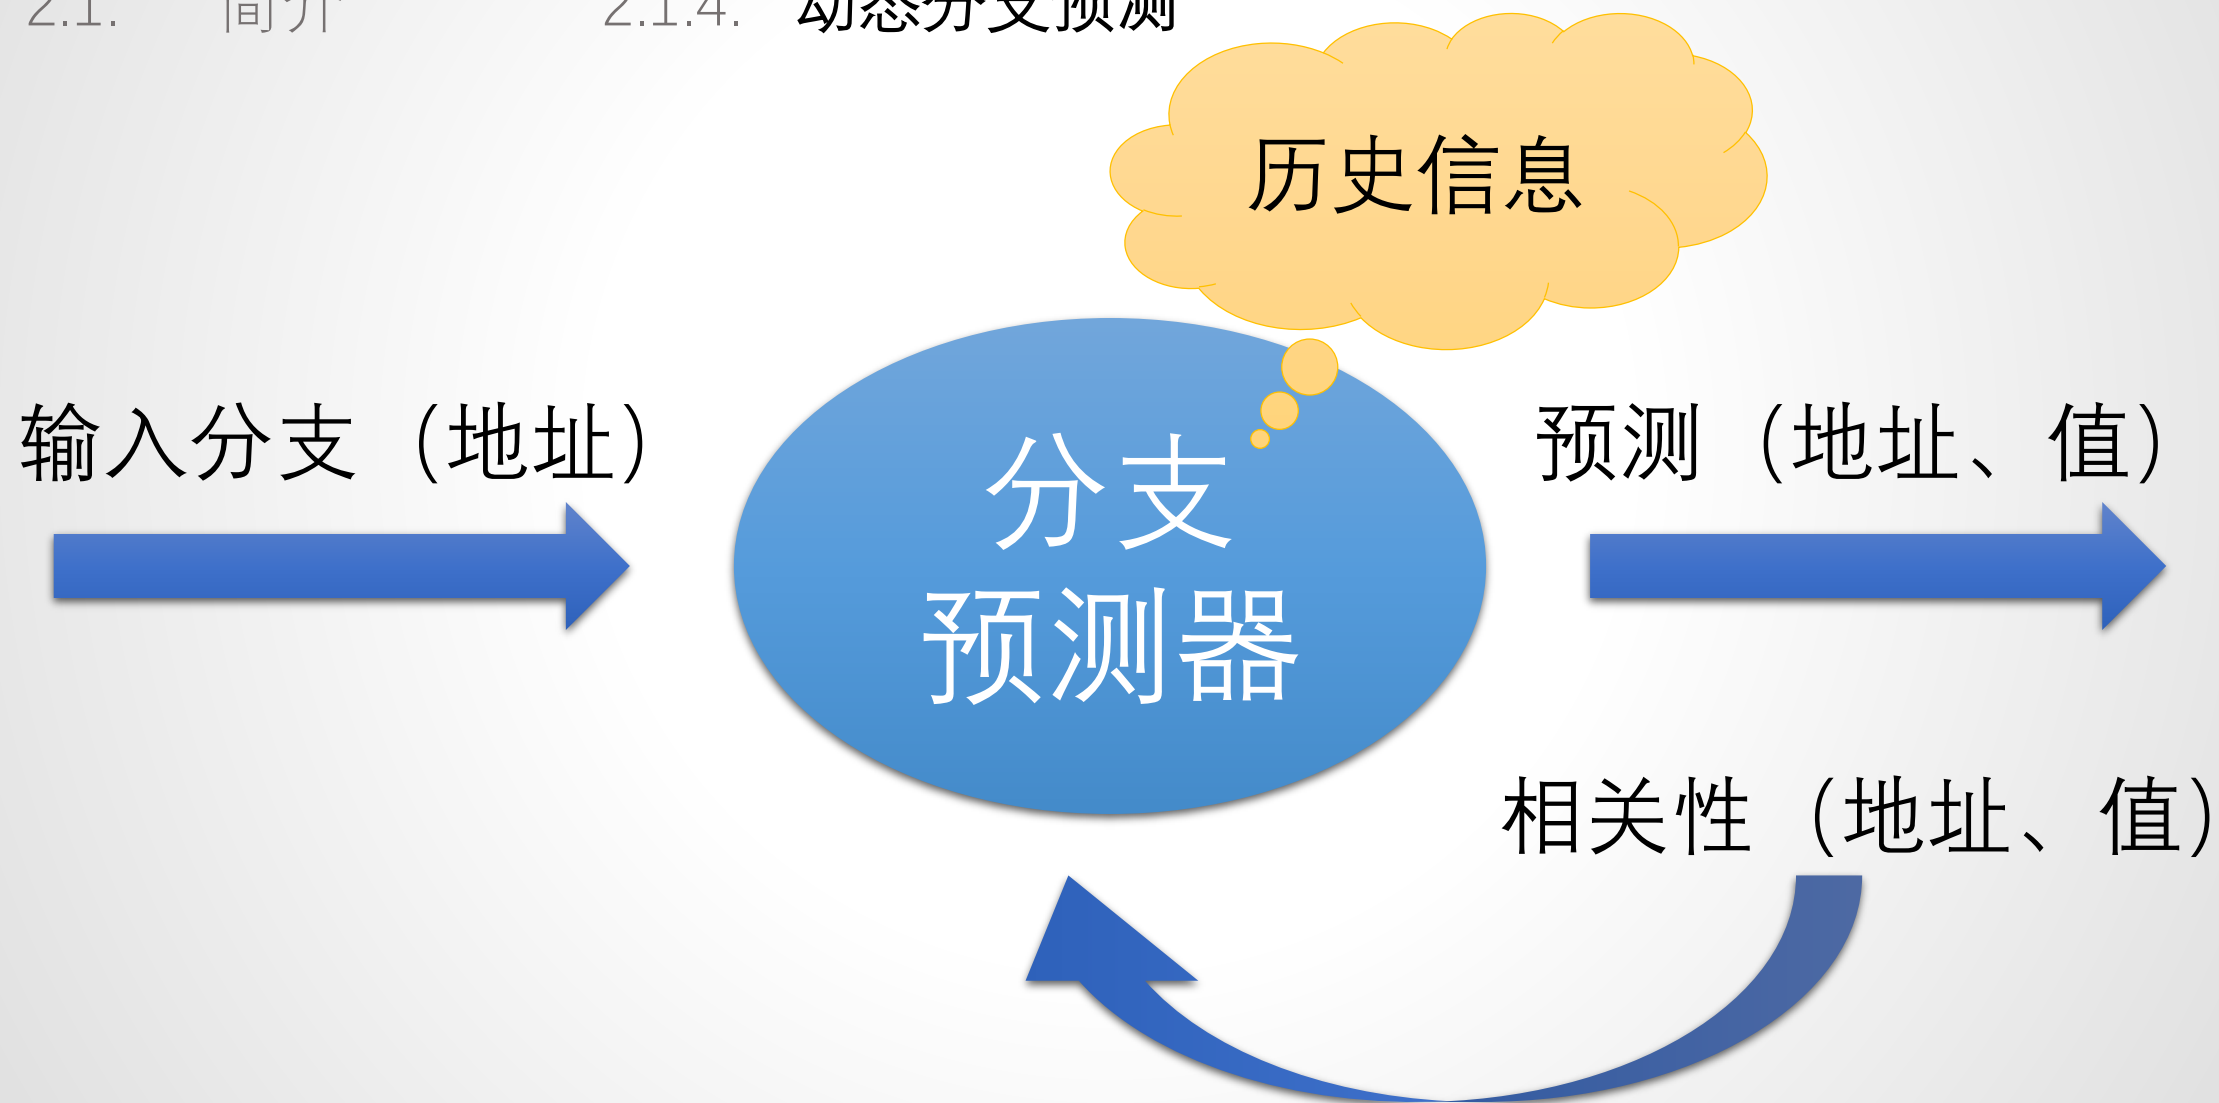 2.1. 简介 2.1.4. 动态分支预测
历史信息
输入分支（地址）
预测（地址、值）
分支
预测器
相关性（地址、值）